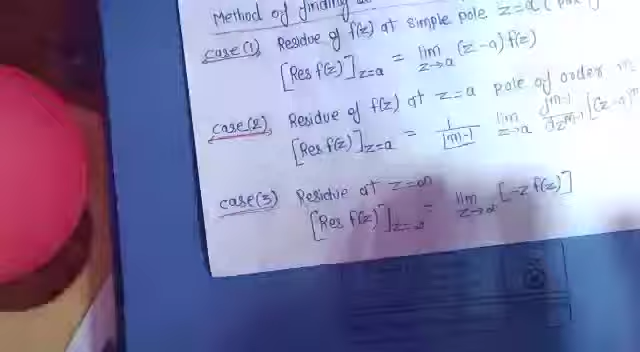 Method of finding
case(1) Residue of f(z) at simple pole z=a (
[Res f(z)]z=a = lim z→a (z-a) f(z)
case(2) Residue of f(z) at z=a pole of order m
[Res f(z)]z=a = 1/|m-1 lim z→a d^m-1/dz^m-1 [(z-a)^m
case(3) Residue at z=∞
[Res f(z)]z=∞ = lim z→∞ [-z f(z)]